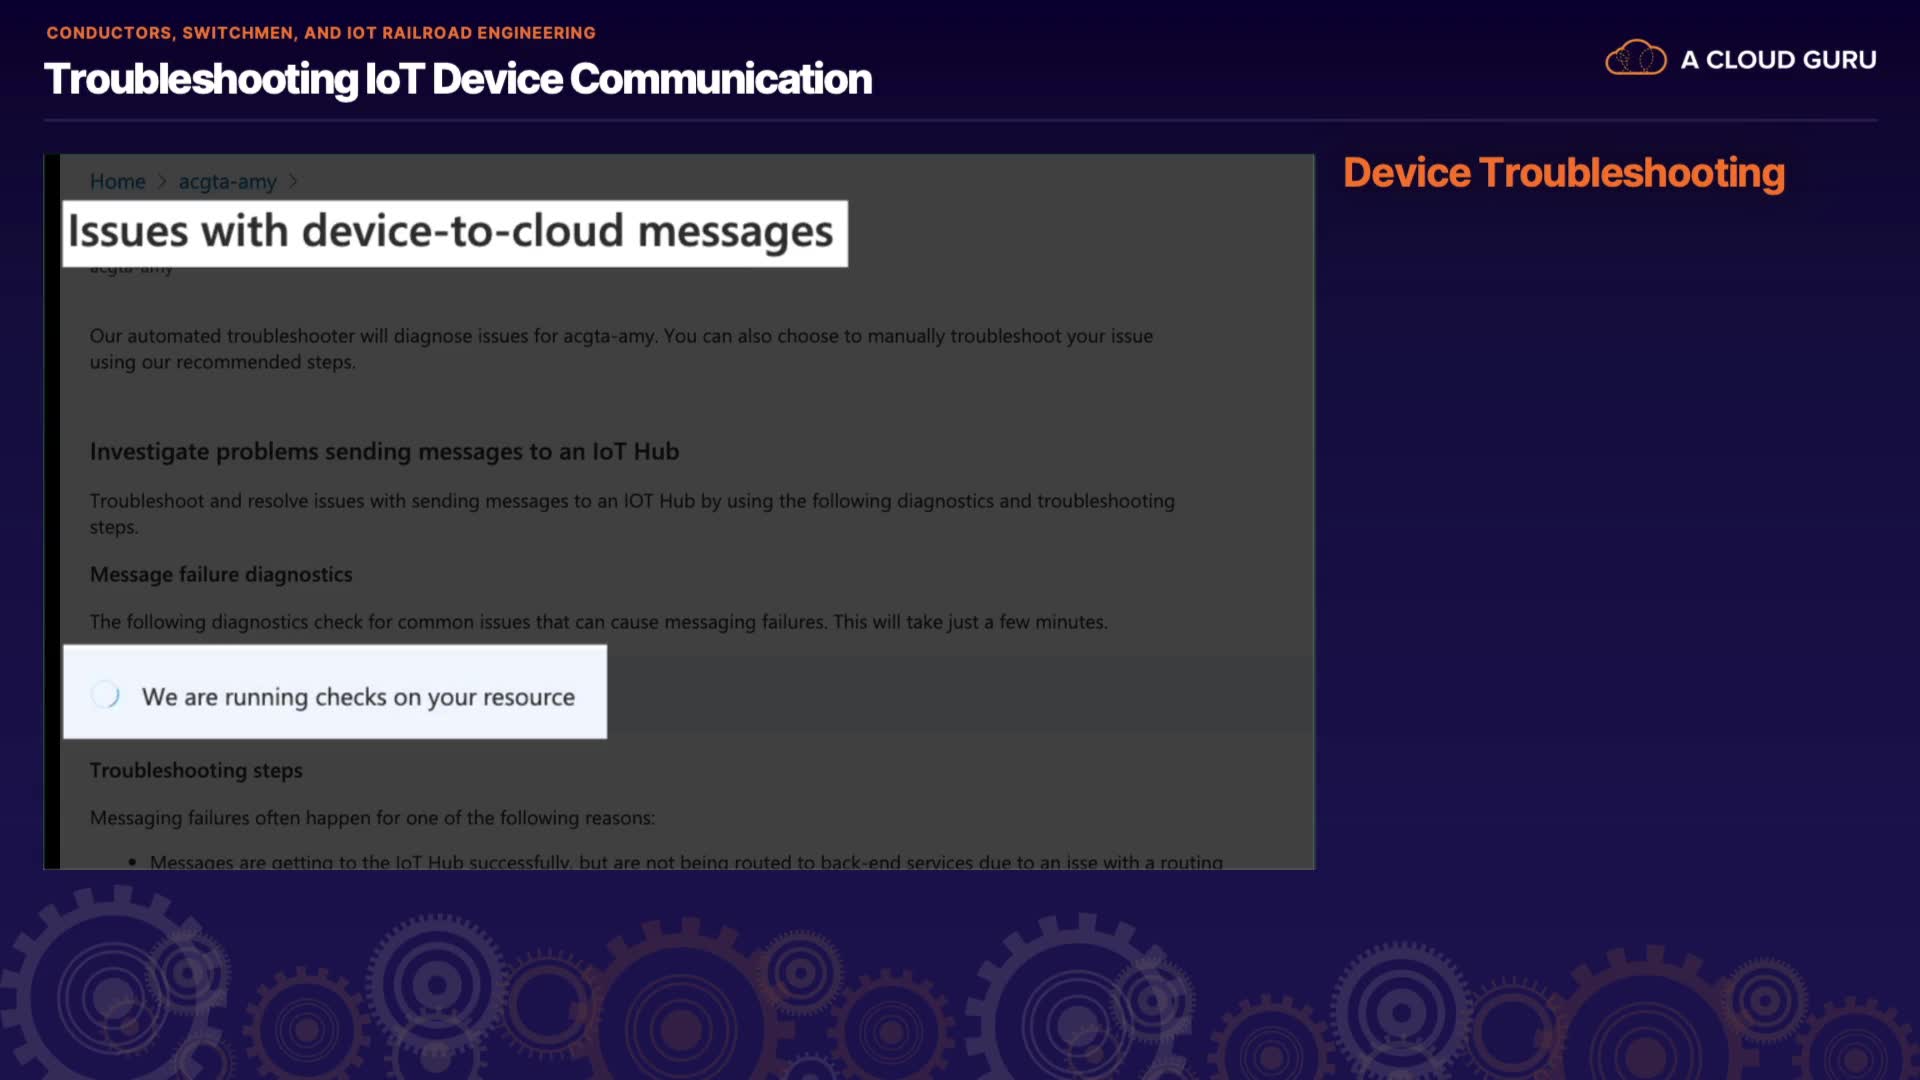 CONDUCTORS, SWITCHMEN, AND IOT RAILROAD ENGINEERING
Troubleshooting IoT Device Communication
A CLOUD GURU
Home > acgta-amy >
Issues with device-to-cloud messages
acgta-amy
Our automated troubleshooter will diagnose issues for acgta-amy. You can also choose to manually troubleshoot your issue
using our recommended steps.
Investigate problems sending messages to an IoT Hub
Troubleshoot and resolve issues with sending messages to an IOT Hub by using the following diagnostics and troubleshooting
steps.
Message failure diagnostics
The following diagnostics check for common issues that can cause messaging failures. This will take just a few minutes.
We are running checks on your resource
Troubleshooting steps
Messaging failures often happen for one of the following reasons:
• Messages are getting to the IoT Hub successfully, but are not being routed to back-end services due to an isse with a routing
Device Troubleshooting